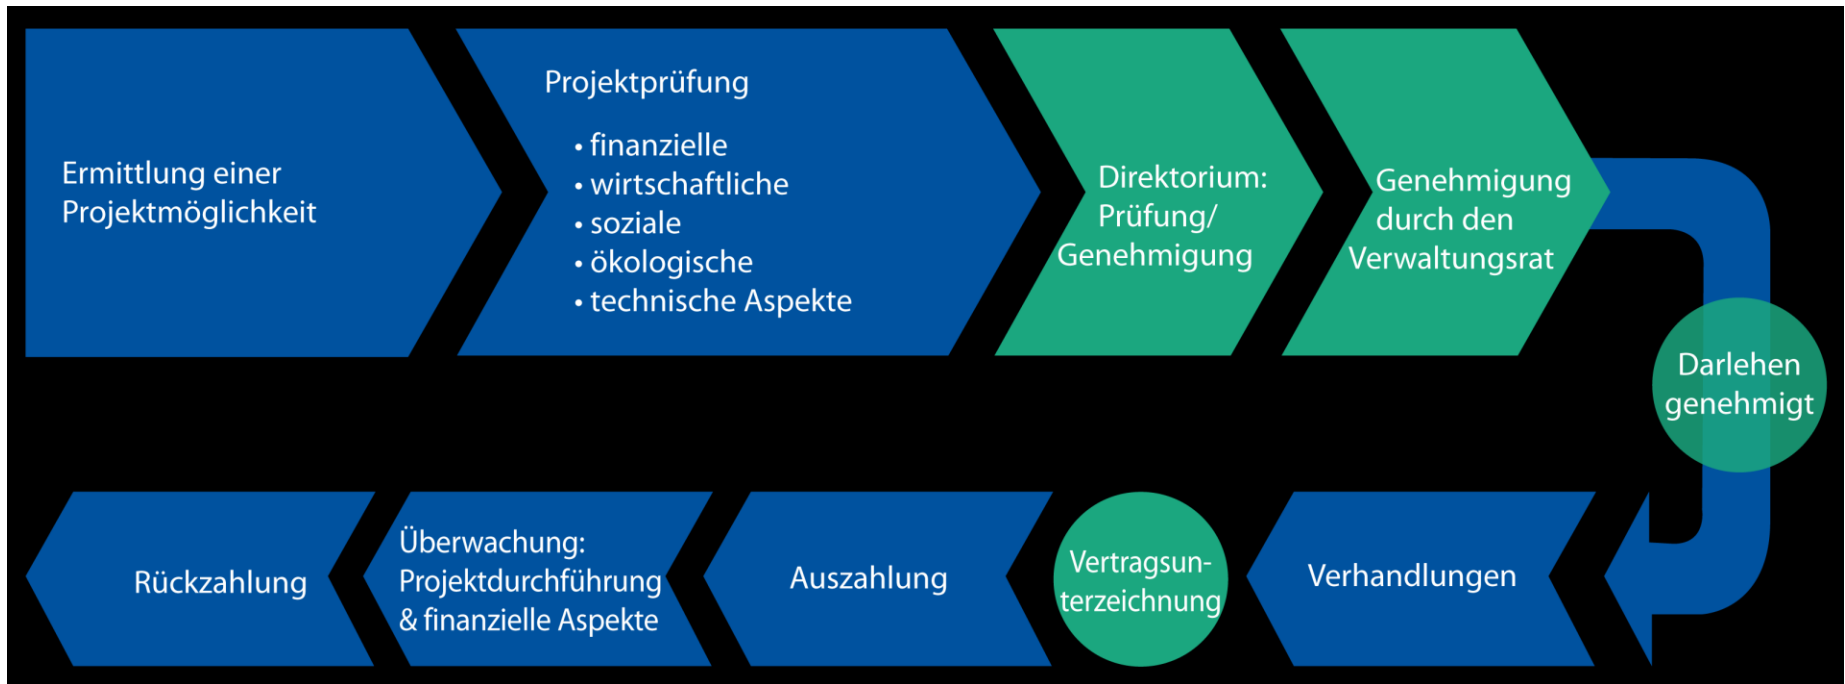 Ermittlung einer
Projektmöglichkeit
Projektprüfung
• finanzielle
• wirtschaftliche
• soziale
• ökologische
• technische Aspekte
Direktorium:
Prüfung/
Genehmigung
Genehmigung
durch den
Verwaltungsrat
Darlehen
genehmigt
Verhandlungen
Vertragsun-
terzeichnung
Auszahlung
Überwachung:
Projektdurchführung
& finanzielle Aspekte
Rückzahlung